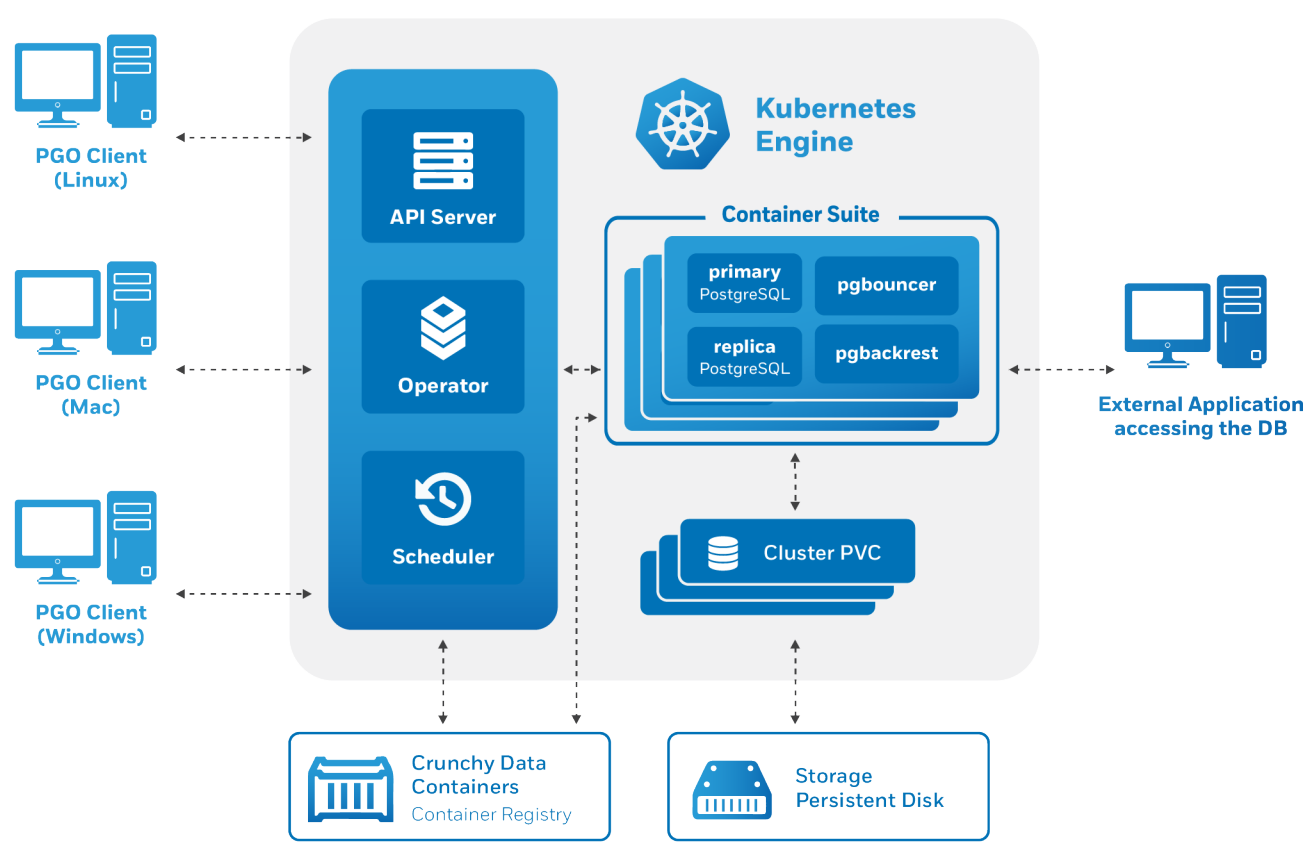 PGO Client
(Linux)
PGO Client
(Mac)
PGO Client
(Windows)
API Server
Operator
Scheduler
Kubernetes
Engine
Container Suite
primary
PostgreSQL
pgbouncer
replica
PostgreSQL
pgbackrest
Cluster PVC
External Application
accessing the DB
Crunchy Data
Containers
Container Registry
Storage
Persistent Disk